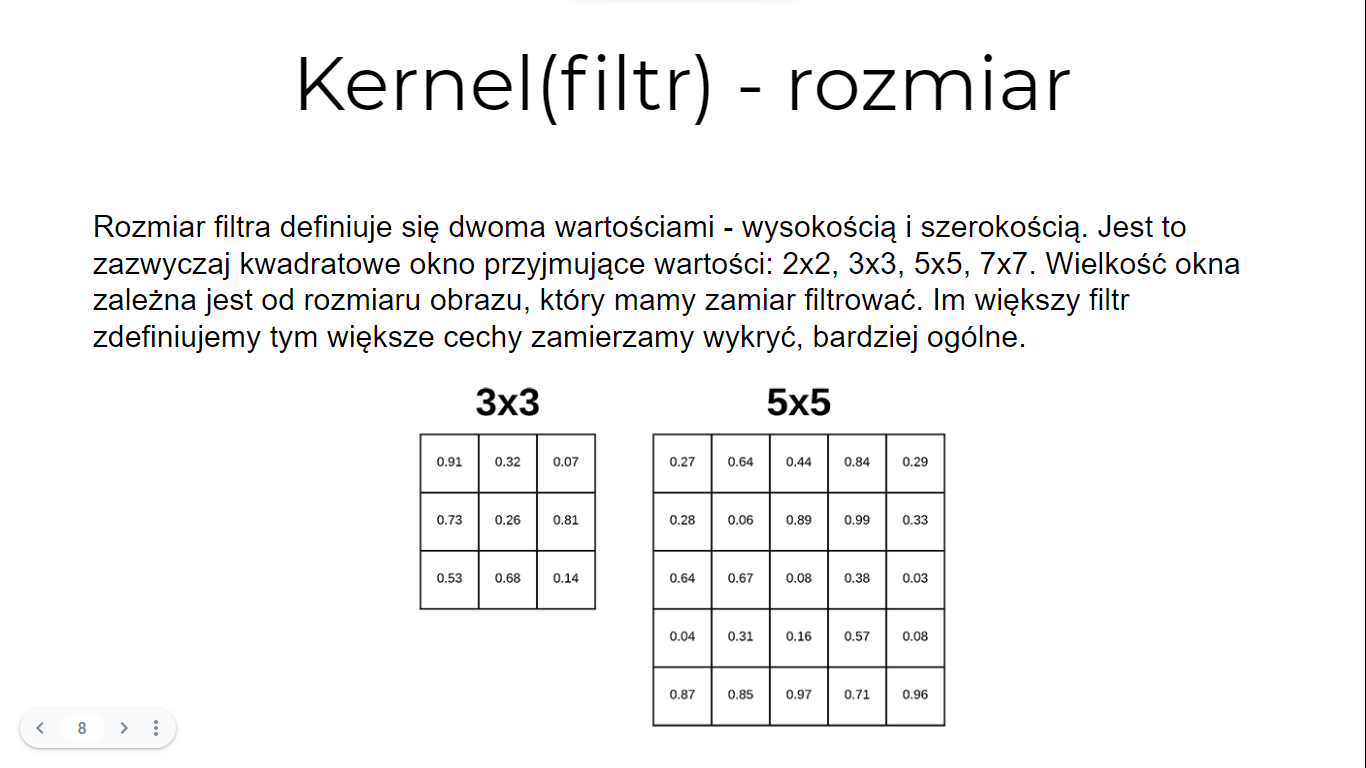 Kernel(filtr) - rozmiar
Rozmiar filtra definiuje się dwoma wartościami - wysokością i szerokością. Jest to
zazwyczaj kwadratowe okno przyjmujące wartości: 2x2, 3x3, 5x5, 7x7. Wielkość okna
zależna jest od rozmiaru obrazu, który mamy zamiar filtrować. Im większy filtr
zdefiniujemy tym większe cechy zamierzamy wykryć, bardziej ogólne.
3x3
0.91 0.32 0.07
0.73 0.26 0.81
0.53 0.68 0.14
5x5
0.27 0.64 0.44 0.84 0.29
0.28 0.06 0.89 0.99 0.33
0.64 0.67 0.08 0.38 0.03
0.04 0.31 0.16 0.57 0.08
0.87 0.85 0.97 0.71 0.96
8